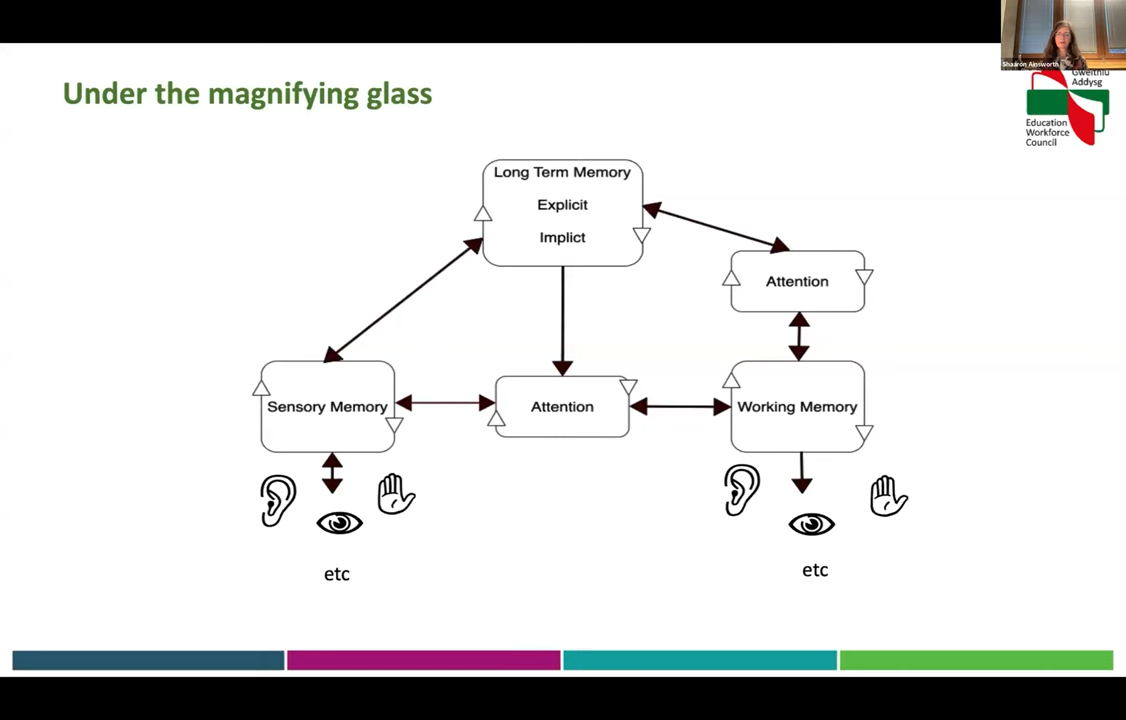 Shaaron Ainsworth
Under the magnifying glass
Gweithlu
Addysg
Education
Workforce
Council
Long Term Memory
Explicit
Implict
Attention
Sensory Memory
Attention
Working Memory
etc
etc